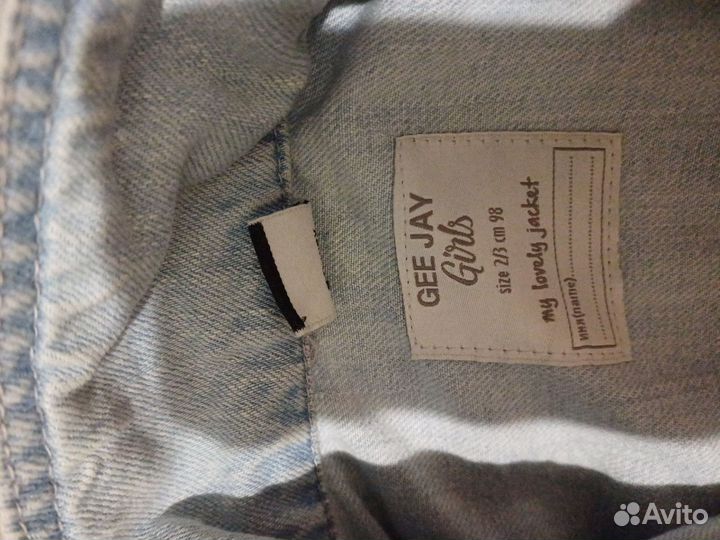 GEE JAY
Girls
size 2/3 cm 98
my lovely jacket
имя(name)
Avito